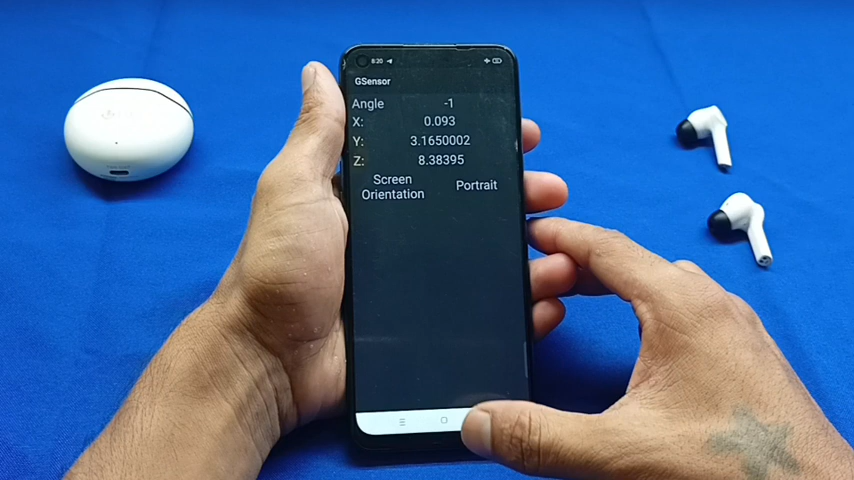 8:20
GSensor
Angle -1
X: 0.093
Y: 3.1650002
Z: 8.38395
Screen Orientation Portrait